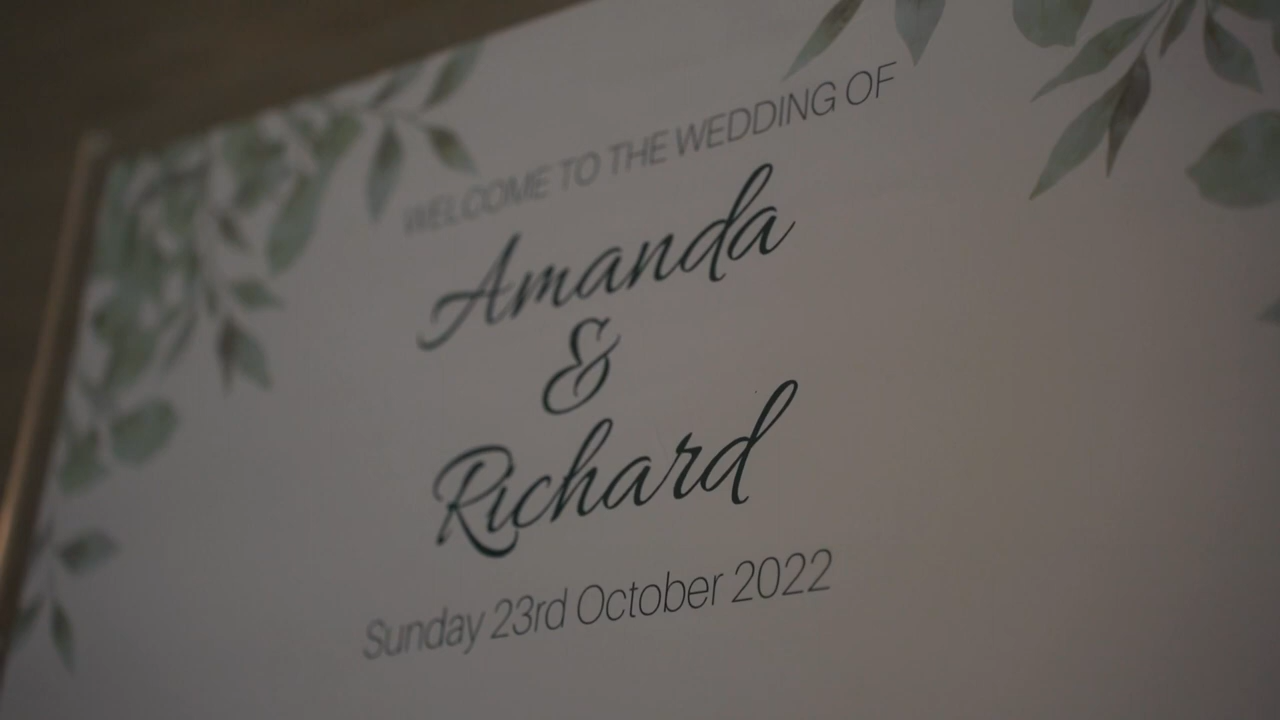 WELCOME TO THE WEDDING OF
Amanda
&
Richard
Sunday 23rd October 2022